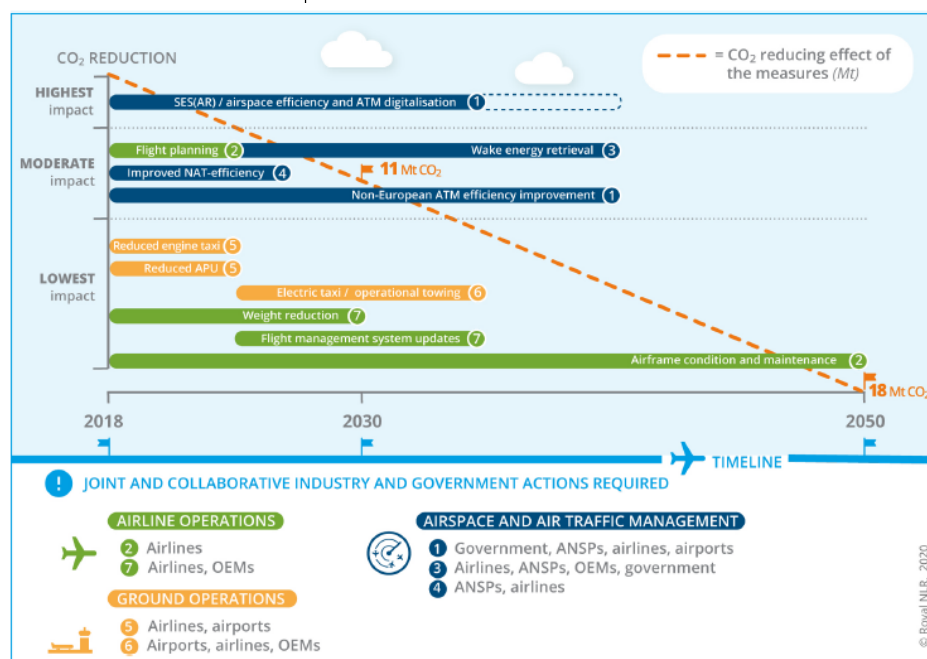 CO₂ REDUCTION
= CO₂ reducing effect of
the measures (Mt)
HIGHEST
impact
SES(AR) / airspace efficiency and ATM digitalisation 1
MODERATE
impact
Flight planning 2
Wake energy retrieval 3
Improved NAT-efficiency 4
11 Mt CO₂
Non-European ATM efficiency improvement 1
LOWEST
impact
Reduced engine taxi 5
Reduced APU 5
Electric taxi / operational towing 6
Weight reduction 7
Flight management system updates 7
Airframe condition and maintenance 2
18 Mt CO₂
2018
2030
2050
TIMELINE
! JOINT AND COLLABORATIVE INDUSTRY AND GOVERNMENT ACTIONS REQUIRED
AIRLINE OPERATIONS
2 Airlines
7 Airlines, OEMs
GROUND OPERATIONS
5 Airlines, airports
6 Airports, airlines, OEMs
AIRSPACE AND AIR TRAFFIC MANAGEMENT
1 Government, ANSPs, airlines, airports
3 Airlines, ANSPs, OEMs, government
4 ANSPs, airlines
© Royal NLR, 2020